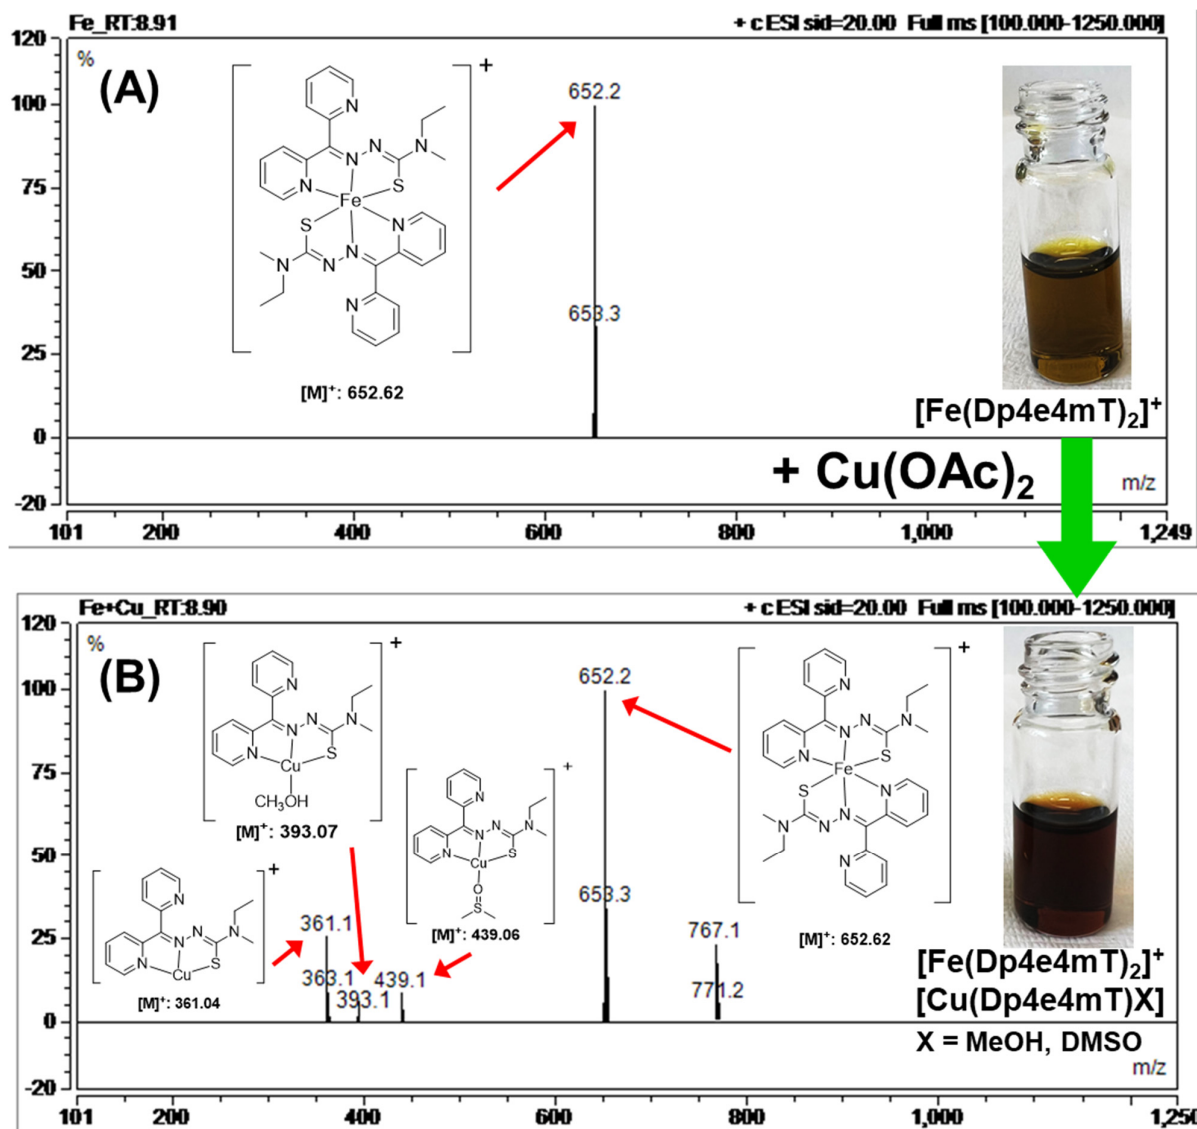 Fe_RT:8.91
+ c ESI sid=20.00 Full ms [100.000-1250.000]
120
%
100
75
50
25
0
-20
(A)
+
N
N
N
N
N
S
Fe
S
N
N
N
N
N
[M]⁺: 652.62
652.2
653.3
[Fe(Dp4e4mT)₂]⁺
+ Cu(OAc)₂
m/z
101
200
400
600
800
1,000
1,249
Fe+Cu_RT:8.90
+ c ESI sid=20.00 Full ms [100.000-1250.000]
120
%
100
75
50
25
0
-20
(B)
+
N
N
N
N
N
S
Cu
CH₃OH
[M]⁺: 393.07
+
N
N
N
N
N
S
Cu
O
S
[M]⁺: 439.06
+
N
N
N
N
N
S
Cu
[M]⁺: 361.04
361.1
363.1
393.1
439.1
652.2
653.3
767.1
771.2
+
N
N
N
N
N
S
Fe
S
N
N
N
N
N
[M]⁺: 652.62
[Fe(Dp4e4mT)₂]⁺
[Cu(Dp4e4mT)X]
X = MeOH, DMSO
m/z
101
200
400
600
800
1,000
1,250